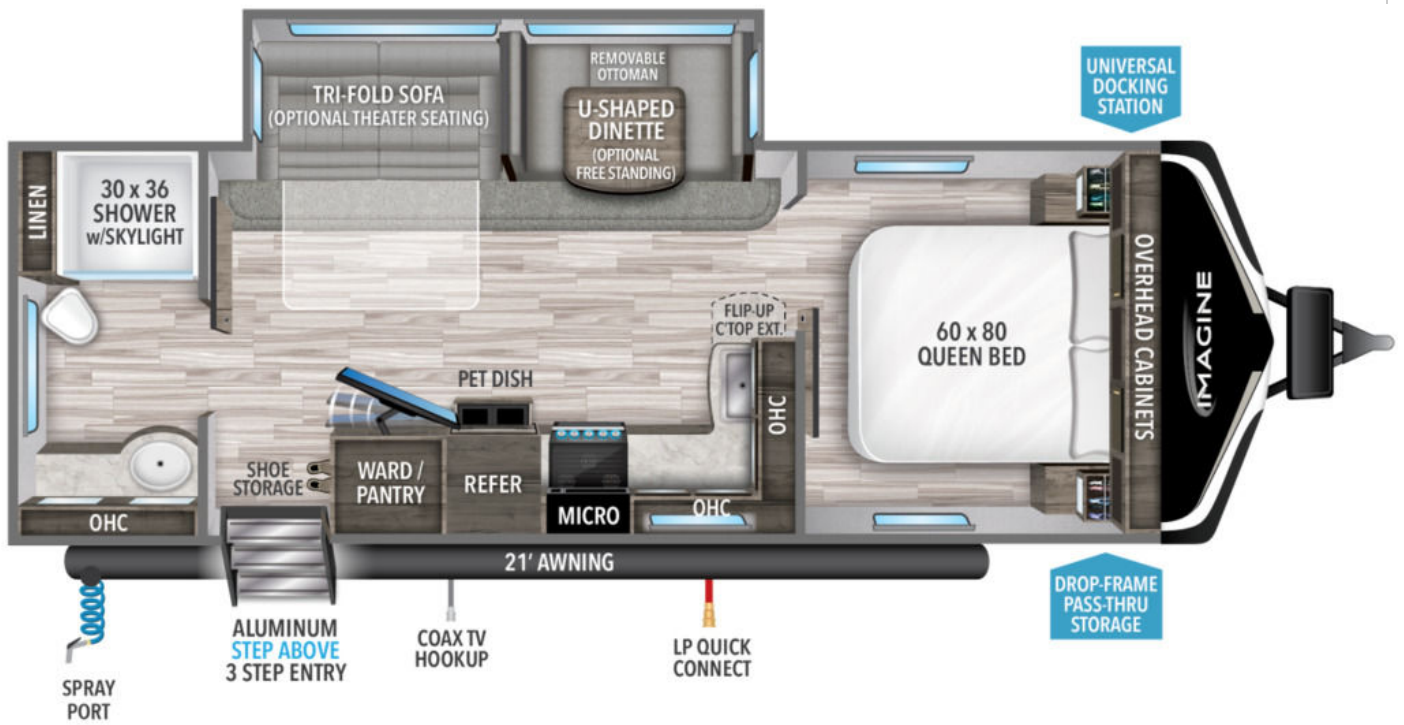 REMOVABLE
OTTOMAN
TRI-FOLD SOFA
(OPTIONAL THEATER SEATING)
U-SHAPED
DINETTE
(OPTIONAL
FREE STANDING)
UNIVERSAL
DOCKING
STATION
LINEN
30 x 36
SHOWER
w/SKYLIGHT
OVERHEAD CABINETS
IMAGINE
FLIP-UP
C'TOP EXT.
60 x 80
QUEEN BED
PET DISH
OHC
SHOE
STORAGE
WARD /
PANTRY
REFER
MICRO
OHC
OHC
21' AWNING
DROP-FRAME
PASS-THRU
STORAGE
ALUMINUM
STEP ABOVE
3 STEP ENTRY
COAX TV
HOOKUP
LP QUICK
CONNECT
SPRAY
PORT